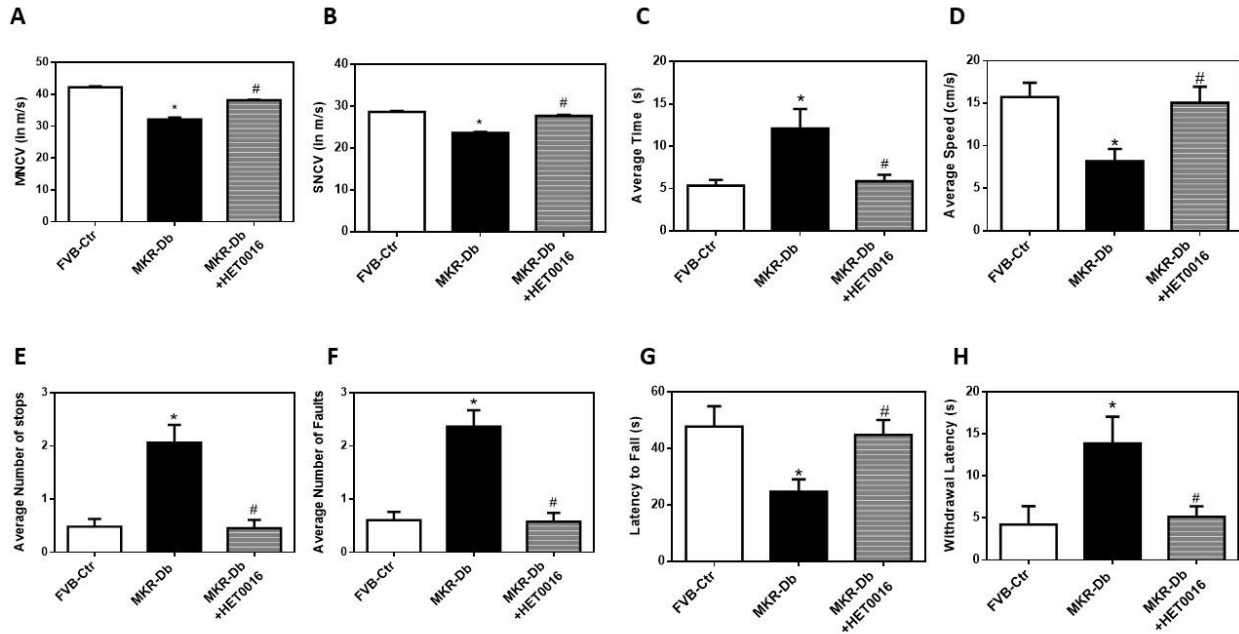 A
MNCV (In m/s)
50
40
30
20
10
0
*
#
FVB-Ctr
MKR-Db
MKR-Db
+HET0016
B
SNCV (In m/s)
40
30
20
10
0
*
#
FVB-Ctr
MKR-Db
MKR-Db
+HET0016
C
Average Time (s)
20
15
10
5
0
*
#
FVB-Ctr
MKR-Db
MKR-Db
+HET0016
D
Average Speed (cm/s)
20
15
10
5
0
*
#
FVB-Ctr
MKR-Db
MKR-Db
+HET0016
E
Average Number of stops
3
2
1
0
*
#
FVB-Ctr
MKR-Db
MKR-Db
+HET0016
F
Average Number of Faults
3
2
1
0
*
#
FVB-Ctr
MKR-Db
MKR-Db
+HET0016
G
Latency to Fall (s)
60
40
20
0
*
#
FVB-Ctr
MKR-Db
MKR-Db
+HET0016
H
Withdrawal Latency (s)
20
15
10
5
0
*
#
FVB-Ctr
MKR-Db
MKR-Db
+HET0016